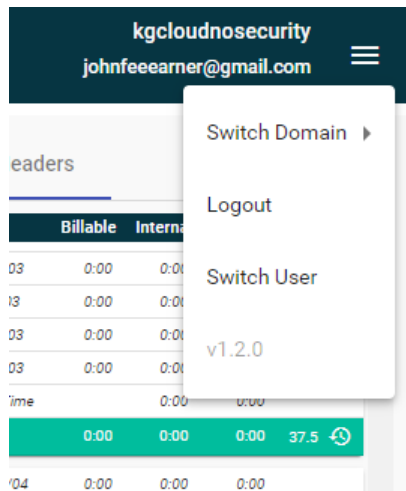 kgcloudnosecurity
johnfeeearner@gmail.com
Switch Domain
eaders
Logout
Billable Interna
03 0:00 0:00
Switch User
03 0:00 0:00
03 0:00 0:00
03 0:00 0:00
v1.2.0
Time 0:00 0:00
0:00 0:00 0:00 37.5
/04 0:00 0:00 0:00